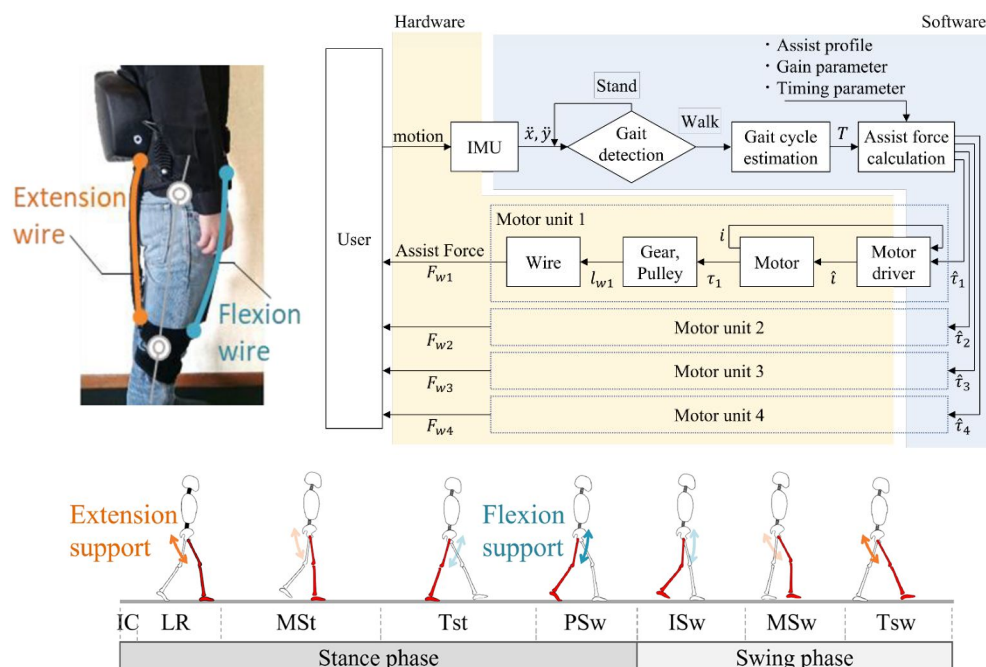 Hardware
Software
・Assist profile
・Gain parameter
・Timing parameter
Stand
Walk
motion
IMU
ẍ, ÿ
Gait
detection
Gait cycle
estimation
T
Assist force
calculation
Extension
wire
Flexion
wire
User
Motor unit 1
i
Assist Force
F_w1
Wire
l_w1
Gear,
Pulley
τ_1
Motor
î
Motor
driver
τ̂_1
Motor unit 2
F_w2
τ̂_2
Motor unit 3
F_w3
τ̂_3
Motor unit 4
F_w4
τ̂_4
Extension
support
Flexion
support
IC LR MSt Tst PSw ISw MSw Tsw
Stance phase Swing phase